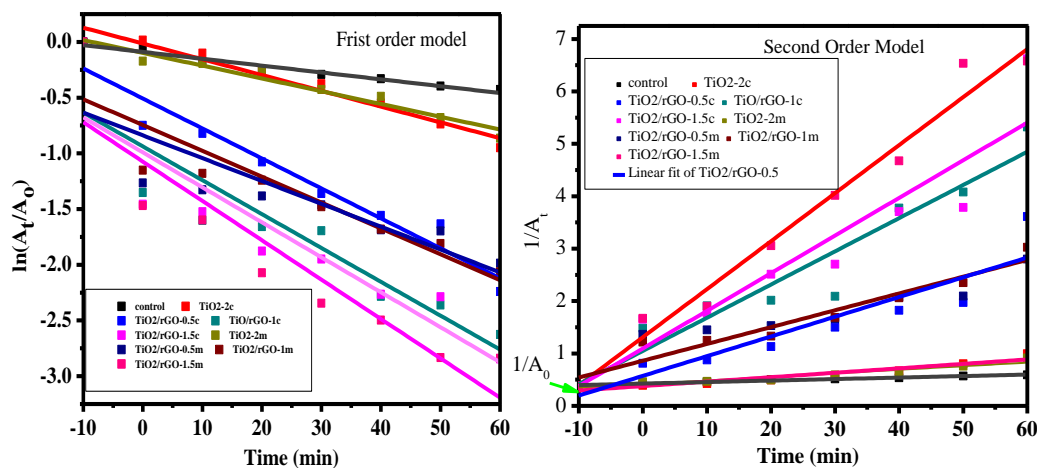 Frist order model
ln(At/Ao)
0.0
-0.5
-1.0
-1.5
-2.0
-2.5
-3.0
control TiO2-2c
TiO2/rGO-0.5c TiO/rGO-1c
TiO2/rGO-1.5c TiO2-2m
TiO2/rGO-0.5m TiO2/rGO-1m
TiO2/rGO-1.5m
-10 0 10 20 30 40 50 60
Time (min)
Second Order Model
1/At
7
6
5
4
3
2
1
0
control TiO2-2c
TiO2/rGO-0.5c TiO/rGO-1c
TiO2/rGO-1.5c TiO2-2m
TiO2/rGO-0.5m TiO2/rGO-1m
TiO2/rGO-1.5m
Linear fit of TiO2/rGO-0.5
1/A0
-10 0 10 20 30 40 50 60
Time (min)